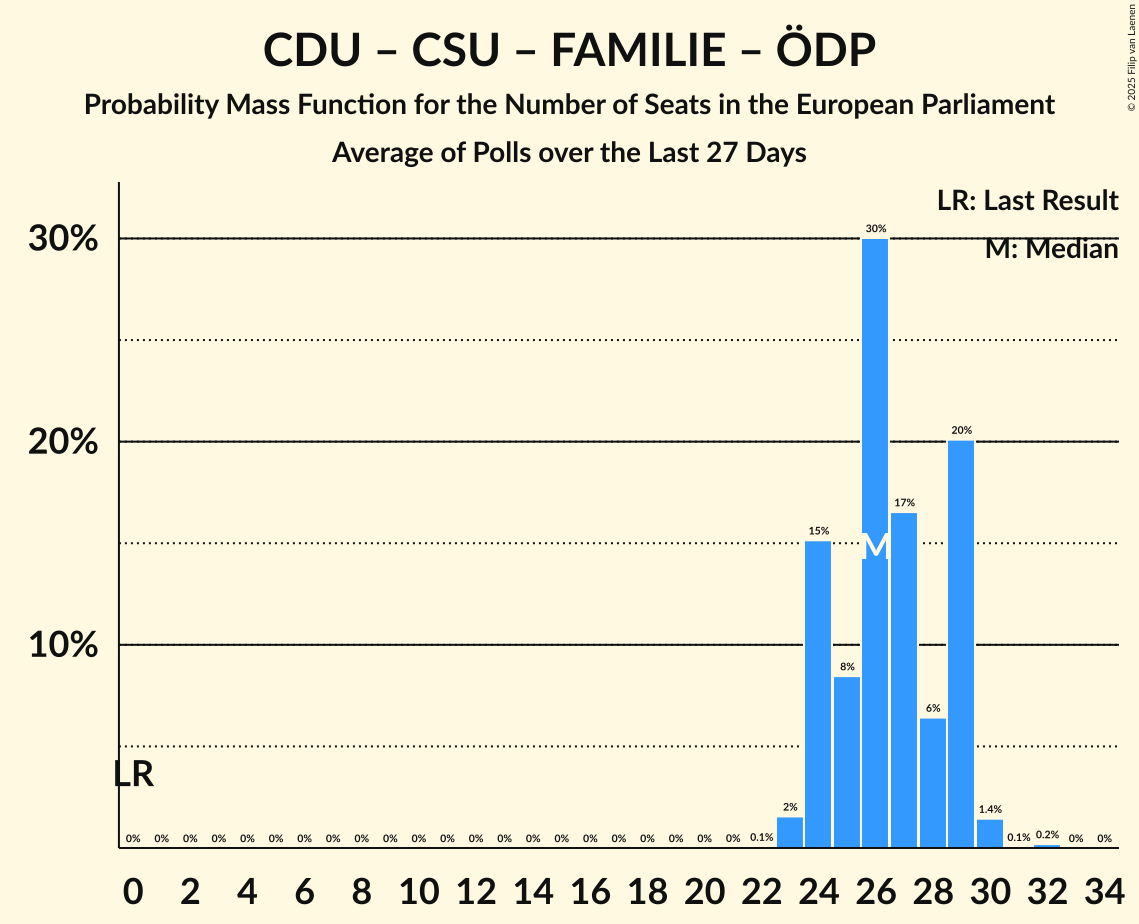 CDU – CSU – FAMILIE – ÖDP
Probability Mass Function for the Number of Seats in the European Parliament
Average of Polls over the Last 27 Days
© 2025 Filip van Laenen
LR: Last Result
M: Median
30%
20%
10%
30%
20%
17%
15%
M
8%
6%
LR
2%
1.4%
0% 0% 0% 0% 0% 0% 0% 0% 0% 0% 0% 0% 0% 0% 0% 0% 0% 0% 0% 0% 0% 0% 0.1% 0.1% 0.2% 0% 0%
0 2 4 6 8 10 12 14 16 18 20 22 24 26 28 30 32 34